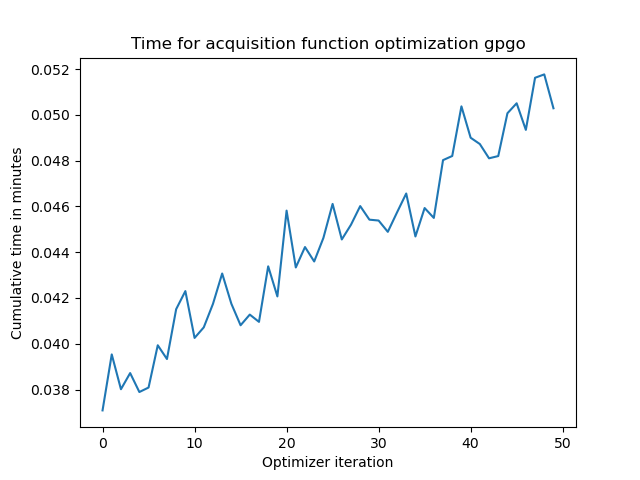 Time for acquisition function optimization gpgo
0.052
0.050
0.048
0.046
0.044
0.042
0.040
0.038
Cumulative time in minutes
0 10 20 30 40 50
Optimizer iteration